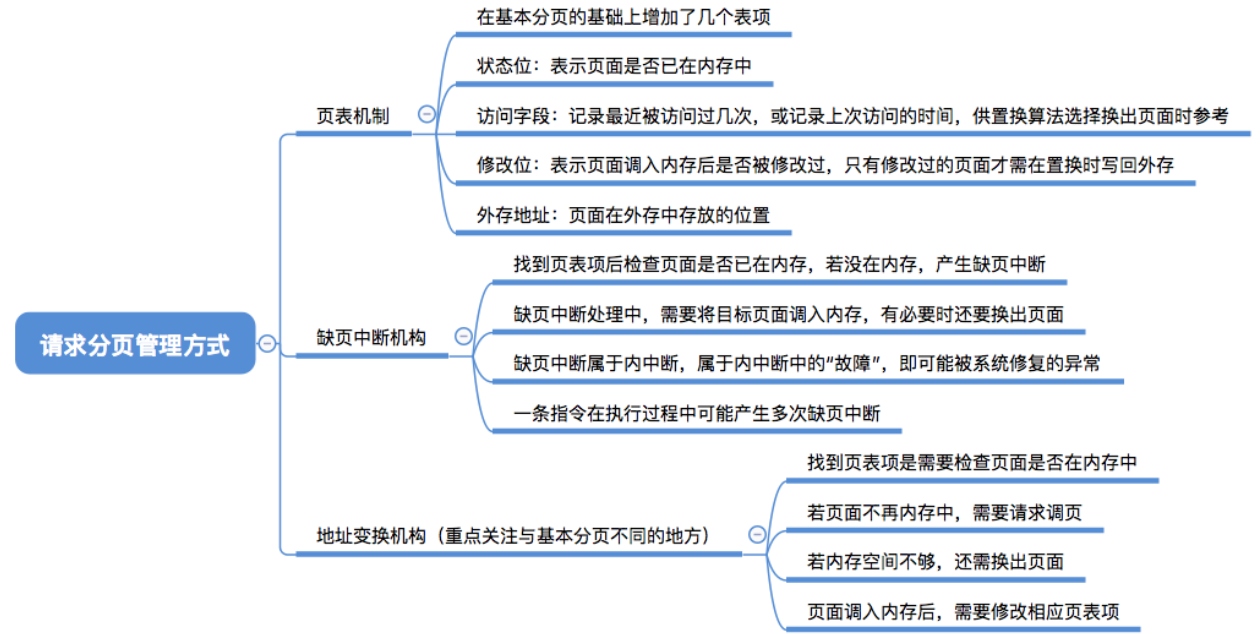 请求分页管理方式
页表机制
在基本分页的基础上增加了几个表项
状态位：表示页面是否已在内存中
访问字段：记录最近被访问过几次，或记录上次访问的时间，供置换算法选择换出页面时参考
修改位：表示页面调入内存后是否被修改过，只有修改过的页面才需在置换时写回外存
外存地址：页面在外存中存放的位置
缺页中断机构
找到页表项后检查页面是否已在内存，若没在内存，产生缺页中断
缺页中断处理中，需要将目标页面调入内存，有必要时还要换出页面
缺页中断属于内中断，属于内中断中的“故障”，即可能被系统修复的异常
一条指令在执行过程中可能产生多次缺页中断
地址变换机构（重点关注与基本分页不同的地方）
找到页表项是需要检查页面是否在内存中
若页面不再内存中，需要请求调页
若内存空间不够，还需换出页面
页面调入内存后，需要修改相应页表项